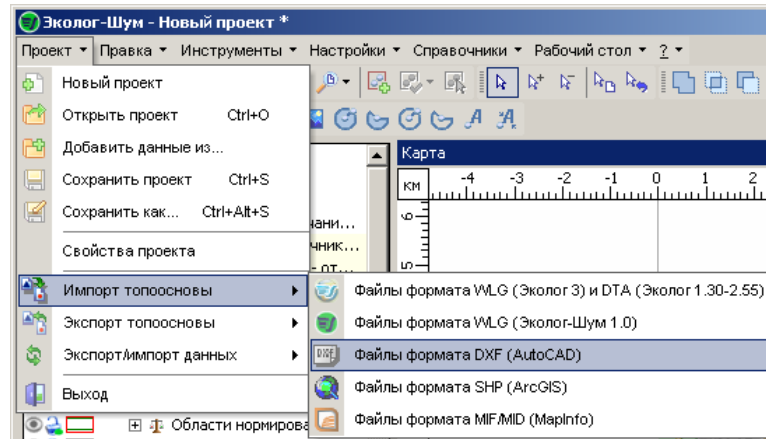 Эколог-Шум - Новый проект *
Проект Правка Инструменты Настройки Справочники Рабочий стол ?
Новый проект
Открыть проект Ctrl+O
Добавить данные из...
Сохранить проект Ctrl+S
Сохранить как... Ctrl+Alt+S
Свойства проекта
Импорт топоосновы
Экспорт топоосновы
Экспорт/импорт данных
Выход
Карта
км -4 -3 -2 -1 0 1 2
6
5
чник...
Файлы формата WLG (Эколог 3) и DTA (Эколог 1.30-2.55)
Файлы формата WLG (Эколог-Шум 1.0)
DXF
Файлы формата DXF (AutoCAD)
Файлы формата SHP (ArcGIS)
Файлы формата MIF/MID (MapInfo)
Области нормирова